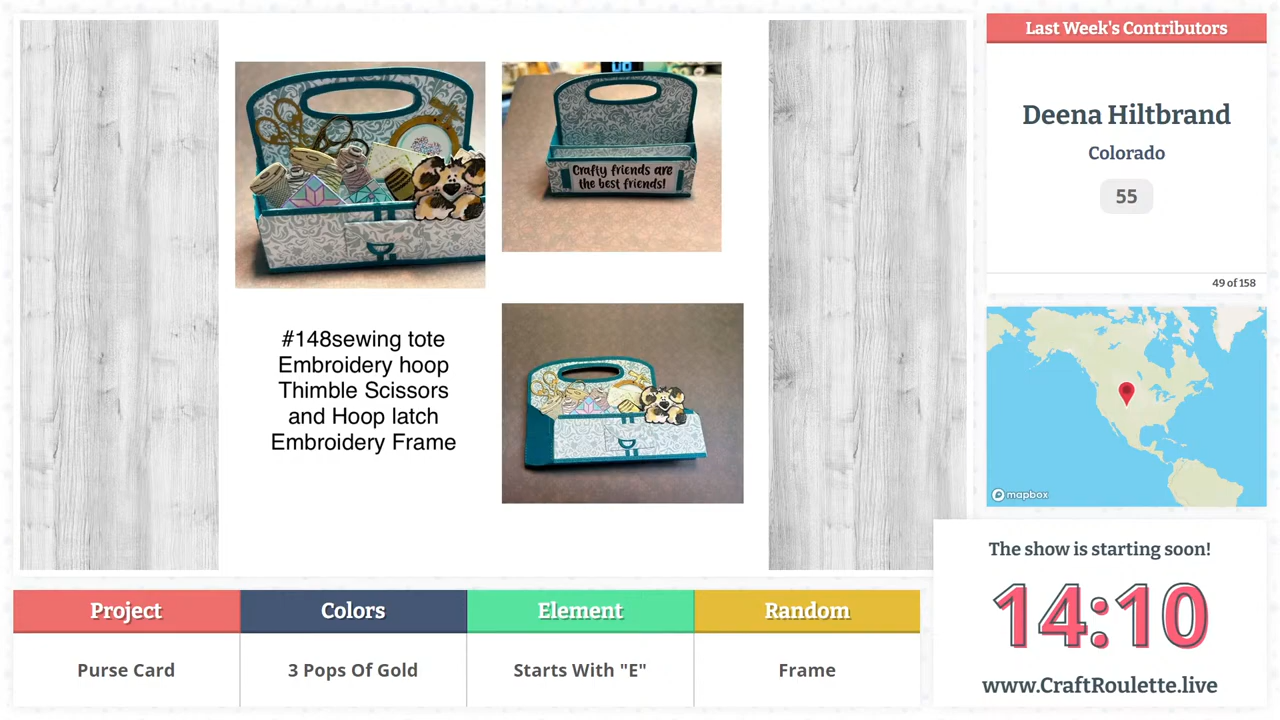 Crafty friends are
the best friends!
#148sewing tote
Embroidery hoop
Thimble Scissors
and Hoop latch
Embroidery Frame
Last Week's Contributors
Deena Hiltbrand
Colorado
55
49 of 158
mapbox
The show is starting soon!
14:10
www.CraftRoulette.live
Project
Colors
Element
Random
Purse Card
3 Pops Of Gold
Starts With "E"
Frame